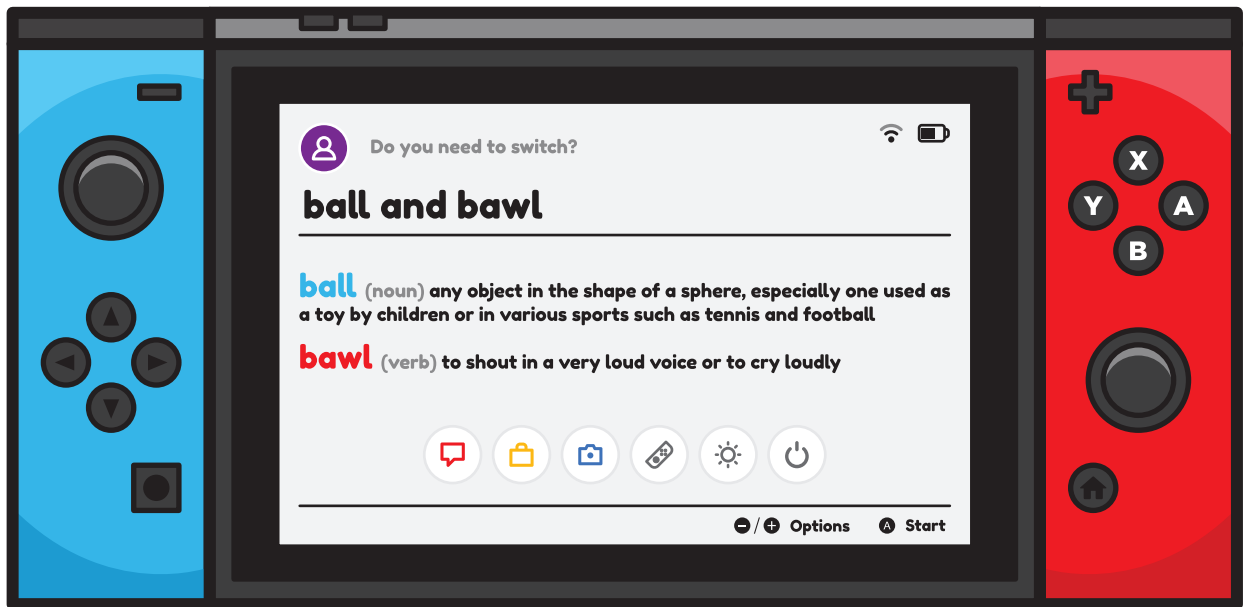 Do you need to switch?
ball and bawl
ball (noun) any object in the shape of a sphere, especially one used as
a toy by children or in various sports such as tennis and football
bawl (verb) to shout in a very loud voice or to cry loudly
X
Y A
B
/ Options A Start